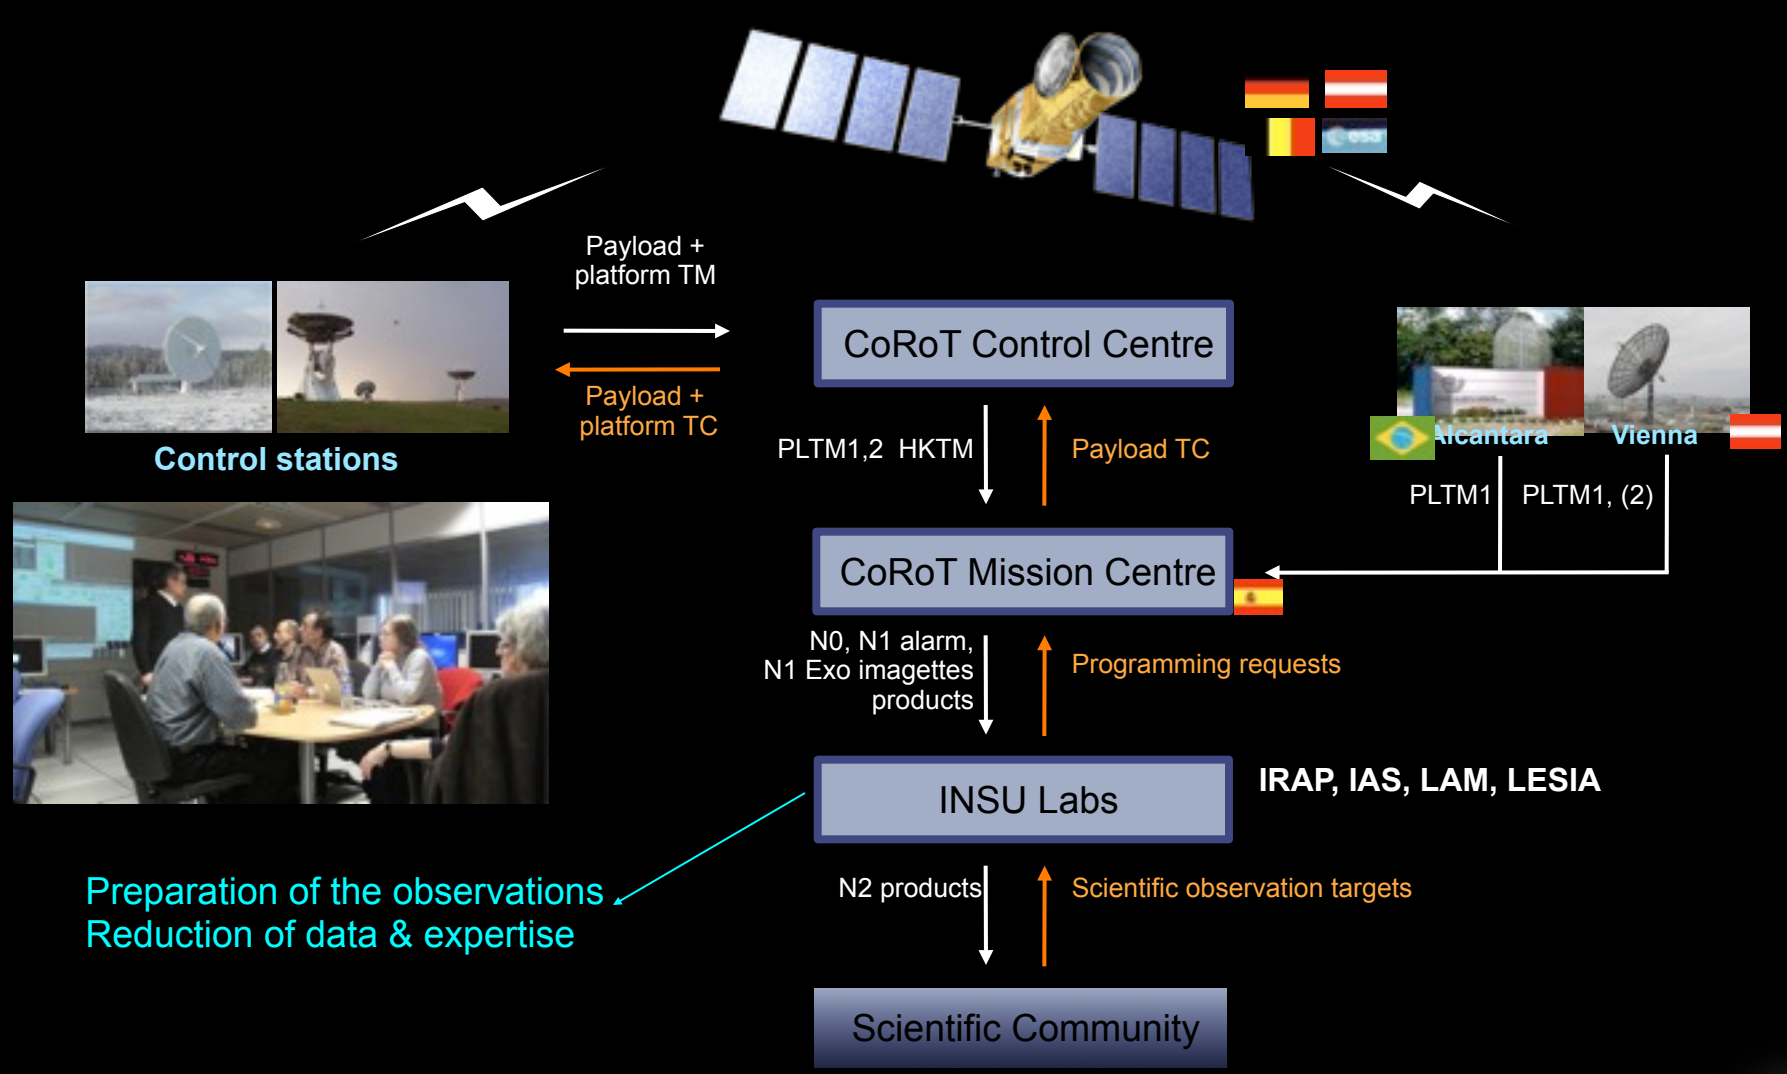 esa
Payload +
platform TM
CoRoT Control Centre
Payload +
platform TC
Control stations
PLTM1,2 HKTM
Payload TC
Alcantara
Vienna
PLTM1
PLTM1, (2)
CoRoT Mission Centre
N0, N1 alarm,
N1 Exo imagettes
products
Programming requests
INSU Labs
IRAP, IAS, LAM, LESIA
Preparation of the observations
Reduction of data & expertise
N2 products
Scientific observation targets
Scientific Community